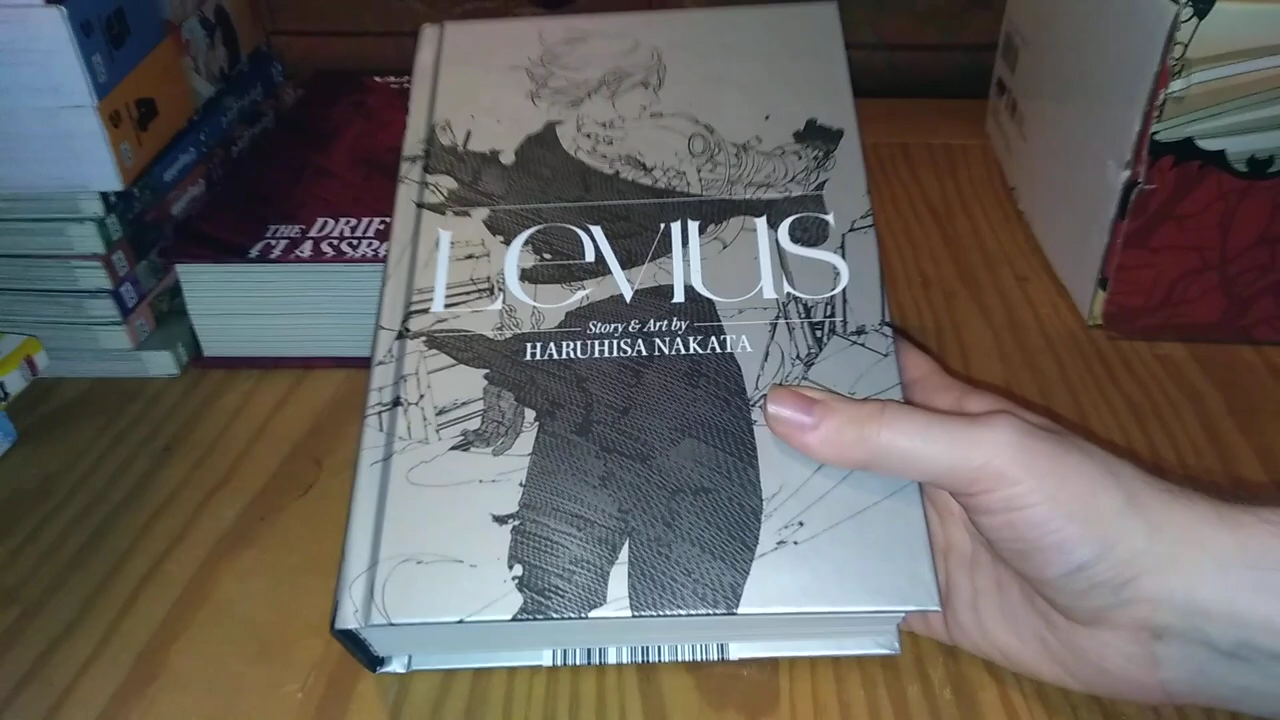 LEVIUS
Story & Art by
HARUHISA NAKATA
THE DRIF
CLASSR